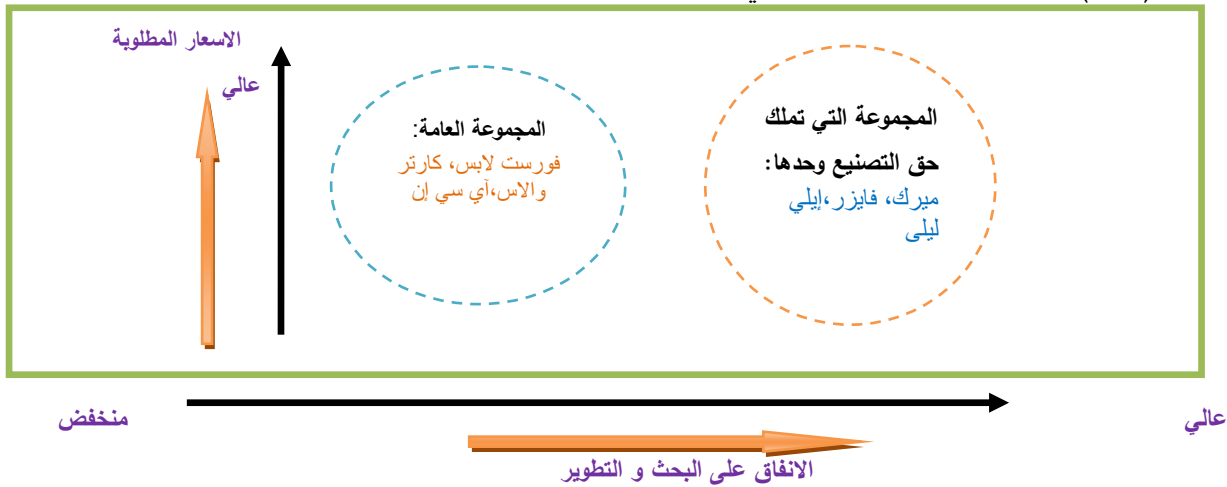 الاسعار المطلوبة
عالي
المجموعة العامة:
فورست لابس، كارتر
والاس،آي سي إن
المجموعة التي تملك
حق التصنيع وحدها:
ميرك، فايزر،إيلي
ليلى
منخفض
عالي
الانفاق على البحث و التطوير